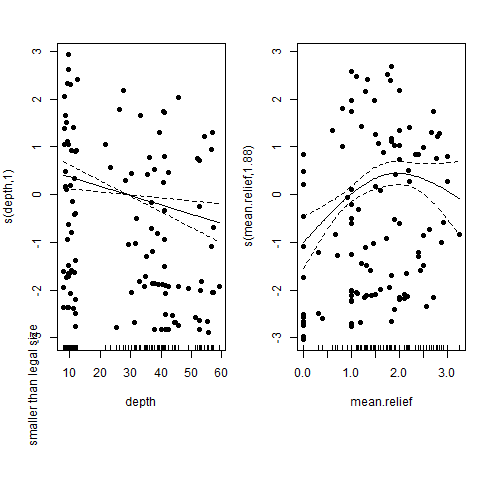 s(depth,1)
3
2
1
0
-1
-2
-3
10 20 30 40 50 60
depth
smaller than legal size
s(mean.relief,1.88)
3
2
1
0
-1
-2
-3
0.0 1.0 2.0 3.0
mean.relief